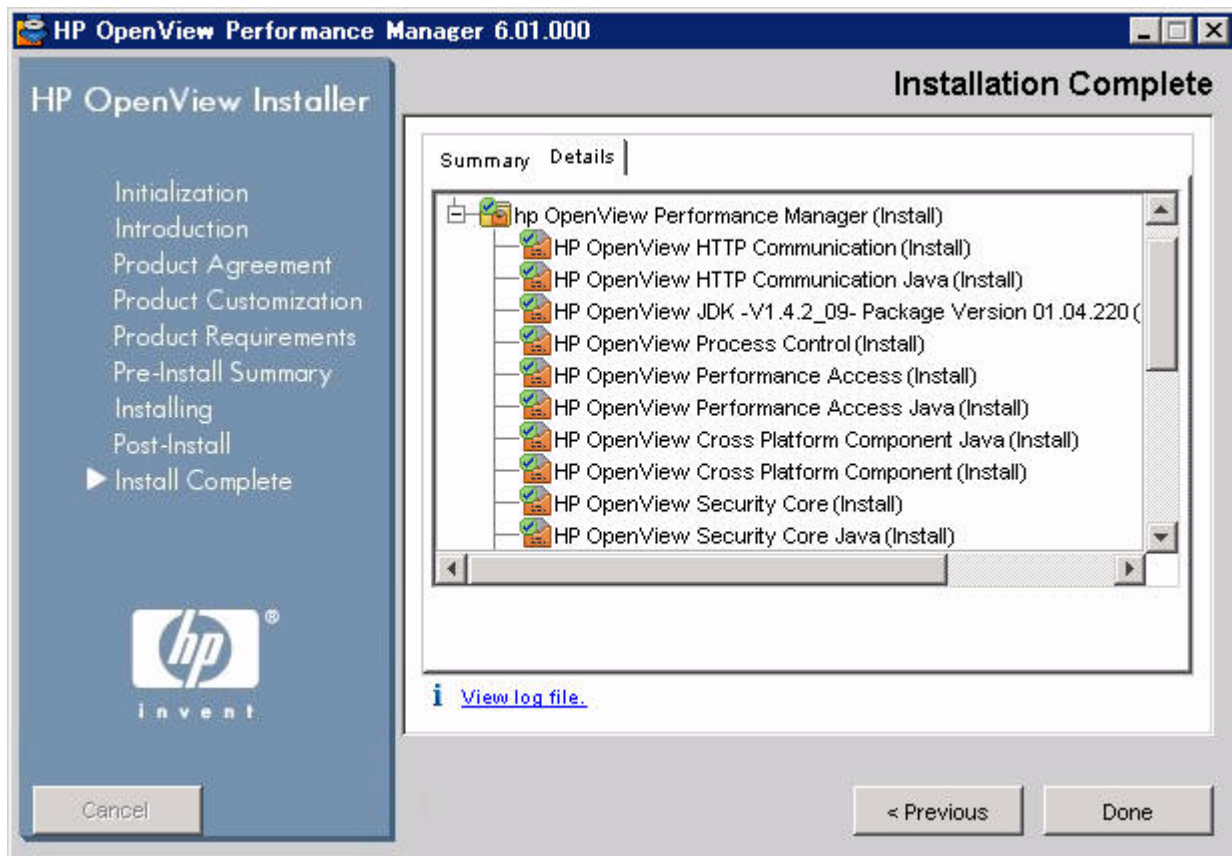 HP OpenView Performance Manager 6.01.000
HP OpenView Installer
Initialization
Introduction
Product Agreement
Product Customization
Product Requirements
Pre-Install Summary
Installing
Post-Install
Install Complete
hp
®
invent
Cancel
Installation Complete
Summary
Details
hp OpenView Performance Manager (Install)
HP OpenView HTTP Communication (Install)
HP OpenView HTTP Communication Java (Install)
HP OpenView JDK -V1.4.2_09- Package Version 01.04.220 (
HP OpenView Process Control (Install)
HP OpenView Performance Access (Install)
HP OpenView Performance Access Java (Install)
HP OpenView Cross Platform Component Java (Install)
HP OpenView Cross Platform Component (Install)
HP OpenView Security Core (Install)
HP OpenView Security Core Java (Install)
i View log file.
< Previous
Done